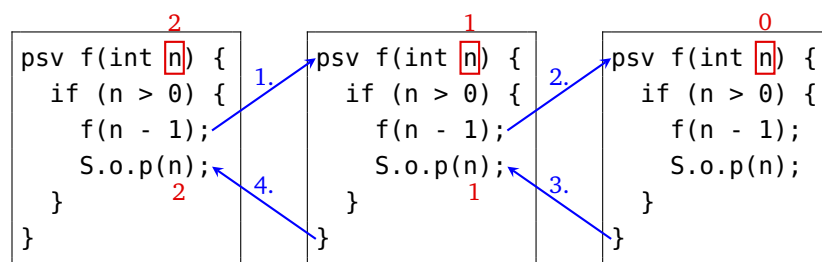 2 1 0
psv f(int n) { psv f(int n) { psv f(int n) {
1. 2.
if (n > 0) { if (n > 0) { if (n > 0) {
f(n - 1); f(n - 1); f(n - 1);
S.o.p(n); S.o.p(n); S.o.p(n);
2 4. 1 3.
} } }
} } }